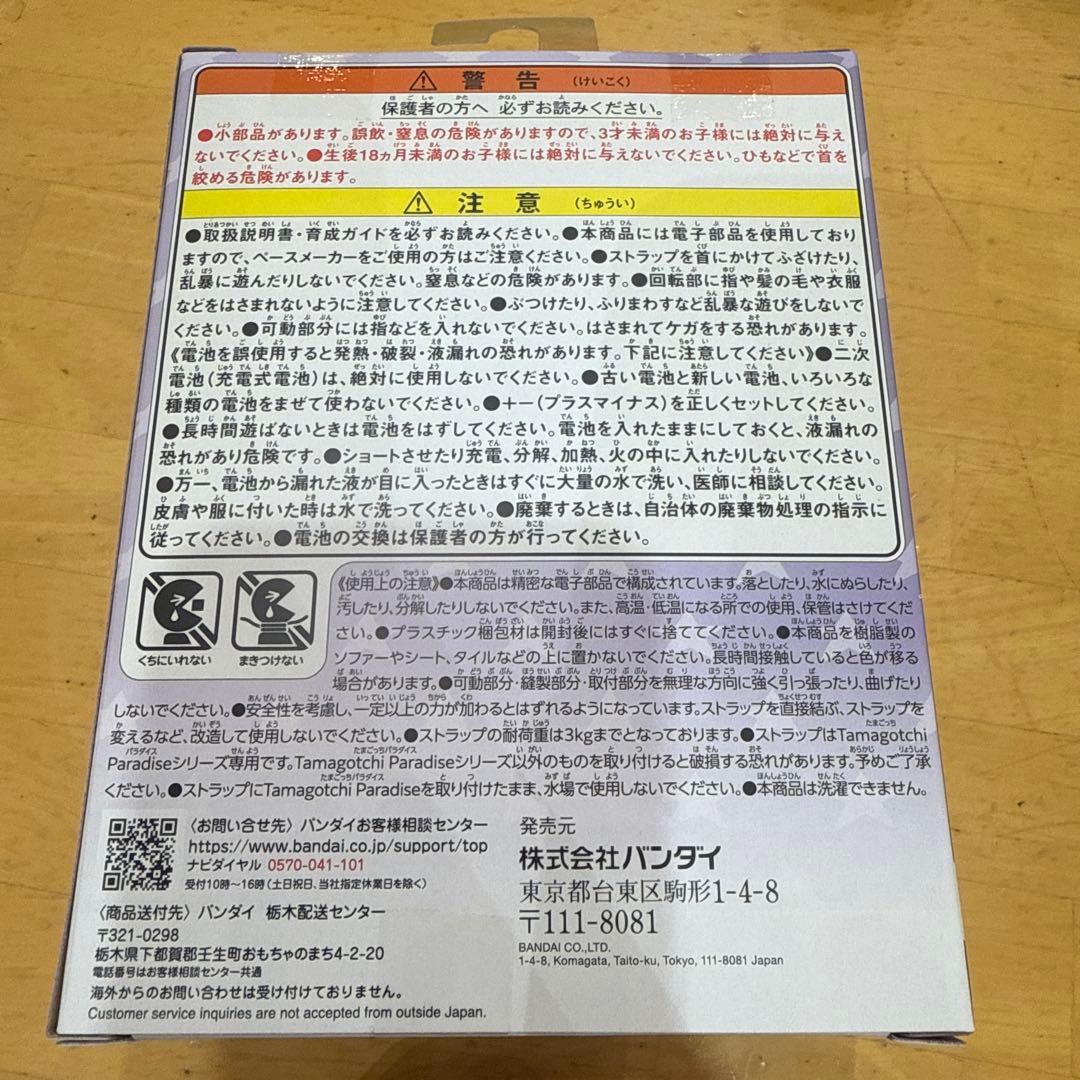 ⚠ 警告 (けいこく)
保護者の方へ 必ずお読みください。
●小部品があります。誤飲・窒息の危険がありますので、3才未満のお子様には絶対に与え
ないでください。●生後18ヵ月未満のお子様には絶対に与えないでください。ひもなどで首を
絞める危険があります。
⚠ 注意 (ちゅうい)
●取扱説明書・育成ガイドを必ずお読みください。●本商品には電子部品を使用しており
ますので、ペースメーカーをご使用の方はご注意ください。●ストラップを首にかけてふざけたり、
乱暴に遊んだりしないでください。窒息などの危険があります。●回転部に指や髪の毛や衣服
などをはさまれないように注意してください。●ぶつけたり、ふりまわすなど乱暴な遊びをしないで
ください。●可動部分には指などを入れないでください。はさまれてケガをする恐れがあります。
《電池を誤使用すると発熱・破裂・液漏れの恐れがあります。下記に注意してください》●二次
電池(充電式電池)は、絶対に使用しないでください。●古い電池と新しい電池、いろいろな
種類の電池をまぜて使わないでください。●+-(プラスマイナス)を正しくセットしてください。
●長時間遊ばないときは電池をはずしてください。電池を入れたままにしておくと、液漏れの
恐れがあり危険です。●ショートさせたり充電、分解、加熱、火の中に入れたりしないでください。
●万一、電池から漏れた液が目に入ったときはすぐに大量の水で洗い、医師に相談してください。
皮膚や服に付いた時は水で洗ってください。●廃棄するときは、自治体の廃棄物処理の指示に
従ってください。●電池の交換は保護者の方が行ってください。
くちにいれない
まきつけない
《使用上の注意》●本商品は精密な電子部品で構成されています。落としたり、水にぬらしたり、
汚したり、分解したりしないでください。また、高温・低温になる所での使用、保管はさけてくだ
さい。●プラスチック梱包材は開封後にはすぐに捨ててください。●本商品を樹脂製の
ソファーやシート、タイルなどの上に置かないでください。長時間接触していると色が移る
場合があります。●可動部分・縫製部分・取付部分を無理な方向に強く引っ張ったり、曲げたり
しないでください。●安全性を考慮し、一定以上の力が加わるとはずれるようになっています。ストラップを直接結ぶ、ストラップを
変えるなど、改造して使用しないでください。●ストラップの耐荷重は3kgまでとなっております。●ストラップはTamagotchi
Paradiseシリーズ専用です。Tamagotchi Paradiseシリーズ以外のものを取り付けると破損する恐れがあります。予めご了承
ください。●ストラップにTamagotchi Paradiseを取り付けたまま、水場で使用しないでください。●本商品は洗濯できません。
〈お問い合せ先〉バンダイお客様相談センター
https://www.bandai.co.jp/support/top
ナビダイヤル 0570-041-101
受付10時~16時(土日祝日、当社指定休業日を除く)
〈商品送付先〉バンダイ 栃木配送センター
〒321-0298
栃木県下都賀郡壬生町おもちゃのまち4-2-20
電話番号はお客様相談センター共通
海外からのお問い合わせは受け付けておりません。
Customer service inquiries are not accepted from outside Japan.
発売元
株式会社バンダイ
東京都台東区駒形1-4-8
〒111-8081
BANDAI CO.,LTD.
1-4-8, Komagata, Taito-ku, Tokyo, 111-8081 Japan